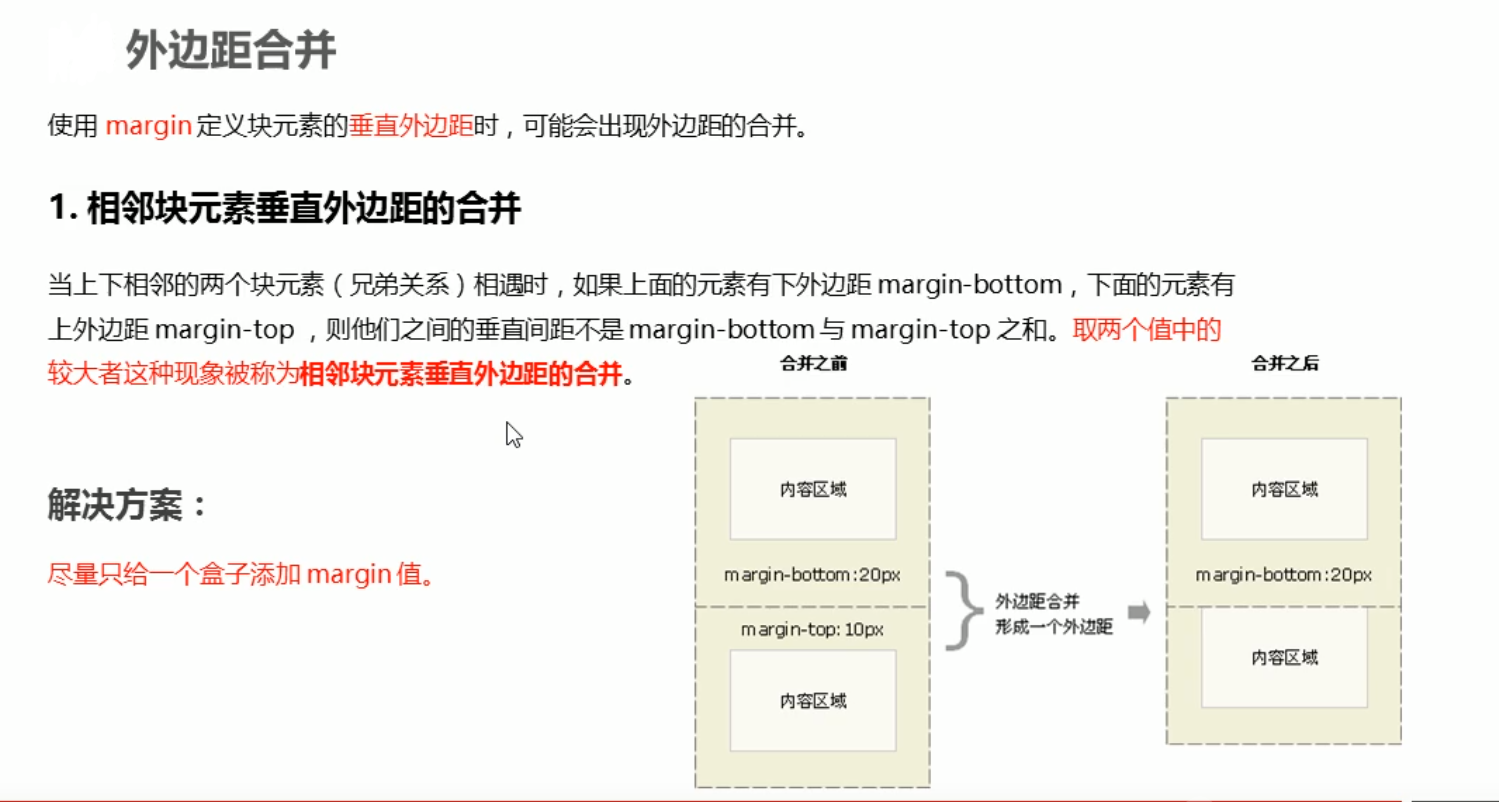 外边距合并
使用 margin 定义块元素的垂直外边距时，可能会出现外边距的合并。
1. 相邻块元素垂直外边距的合并
当上下相邻的两个块元素（兄弟关系）相遇时，如果上面的元素有下外边距 margin-bottom，下面的元素有
上外边距 margin-top ，则他们之间的垂直间距不是 margin-bottom 与 margin-top 之和。取两个值中的
较大者这种现象被称为相邻块元素垂直外边距的合并。
解决方案：
尽量只给一个盒子添加 margin 值。
合并之前
内容区域
margin-bottom:20px
margin-top:10px
内容区域
外边距合并
形成一个外边距
合并之后
内容区域
margin-bottom:20px
内容区域